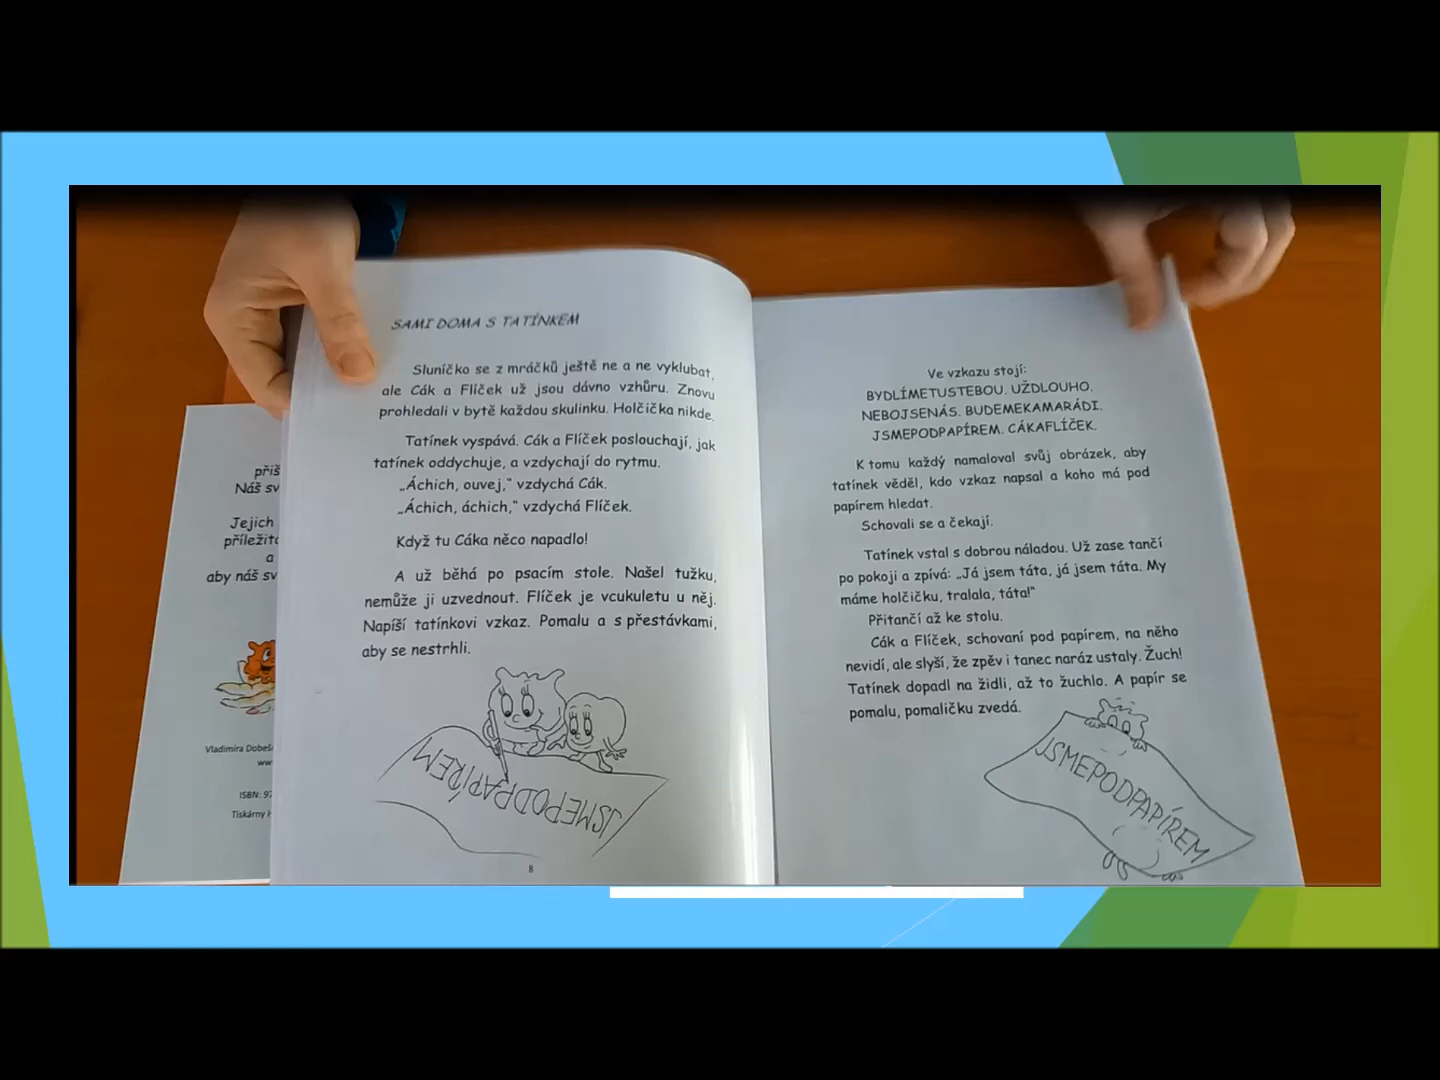 SAMI DOMA S TATÍNKEM
Sluníčko se z mráčků ještě ne a ne vyklubat,
ale Cák a Flíček už jsou dávno vzhůru. Znovu
prohledali v bytě každou skulinku. Holčička nikde.
Tatínek vyspává. Cák a Flíček poslouchají, jak
tatínek oddychuje, a vzdychají do rytmu.
„Áchich, ouvej,“ vzdychá Cák.
„Áchich, áchich,“ vzdychá Flíček.
Když tu Cáka něco napadlo!
A už běhá po psacím stole. Našel tužku,
nemůže ji uzvednout. Flíček je vcukuletu u něj.
Napíší tatínkovi vzkaz. Pomalu a s přestávkami,
aby se nestrhli.
JSMEPODPAPÍREM
8
Ve vzkazu stojí:
BYDLÍMETUSTEBOU. UŽDLOUHO.
NEBOJSENÁS. BUDEMEKAMARÁDI.
JSMEPODPAPÍREM. CÁKAFLÍČEK.
K tomu každý namaloval svůj obrázek, aby
tatínek věděl, kdo vzkaz napsal a koho má pod
papírem hledat.
Schovali se a čekají.
Tatínek vstal s dobrou náladou. Už zase tančí
po pokoji a zpívá: „Já jsem táta, já jsem táta. My
máme holčičku, tralala, táta!“
Přitančí až ke stolu.
Cák a Flíček, schovaní pod papírem, na něho
nevidí, ale slyší, že zpěv i tanec naráz ustaly. Žuch!
Tatínek dopadl na židli, až to žuchlo. A papír se
pomalu, pomaličku zvedá.
JSMEPODPAPÍREM
Náš
Jejich
a
aby náš
Vladimíra
ISBN:
Tiskárny